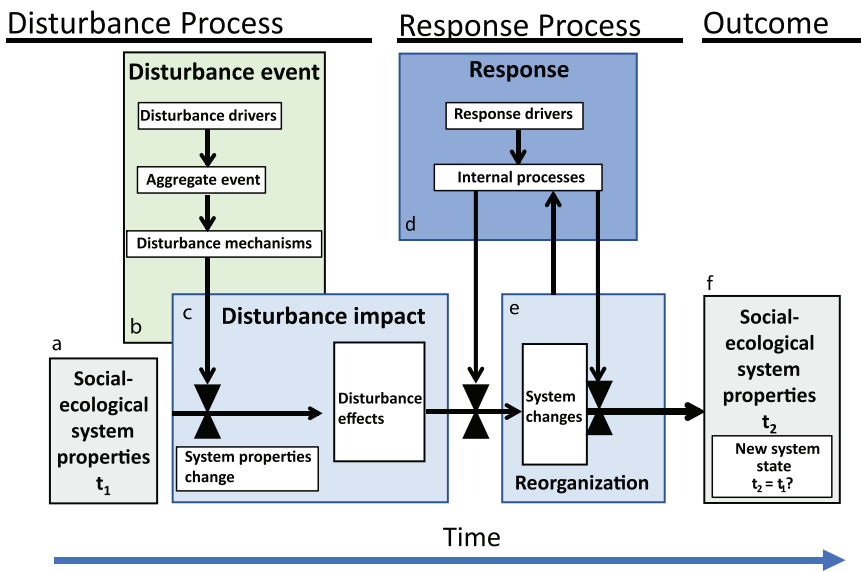 Disturbance Process
Response Process
Outcome
Disturbance event
Disturbance drivers
Aggregate event
Disturbance mechanisms
b
Response
Response drivers
Internal processes
d
a
Social-
ecological
system
properties
t1
c
Disturbance impact
Disturbance
effects
System properties
change
e
System
changes
Reorganization
f
Social-
ecological
system
properties
t2
New system
state
t2 = t1?
Time